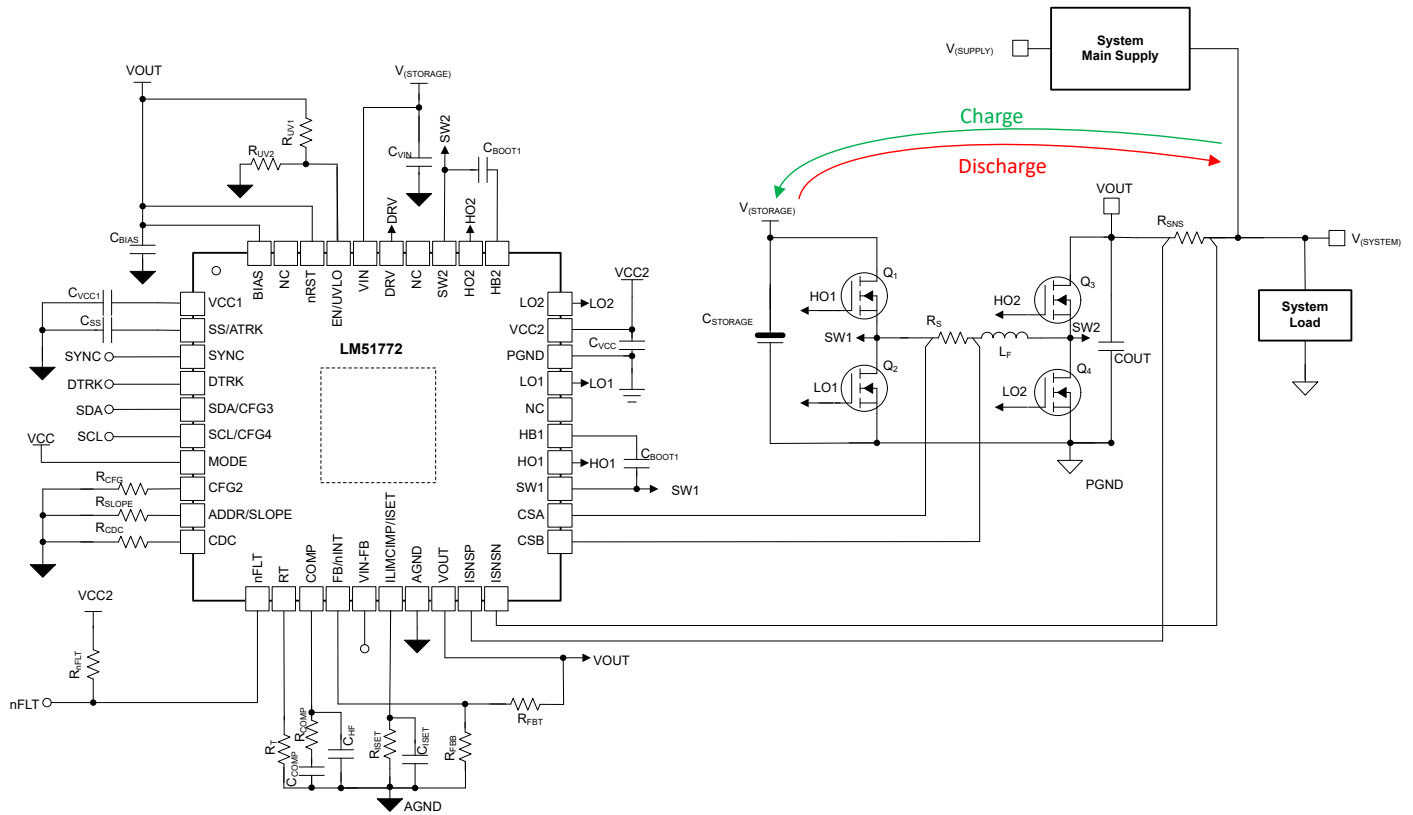 System
Main Supply
V(SUPPLY)
VOUT
V(STORAGE)
RUV1
RUV2
CVIN
SW2
CBOOT1
Charge
Discharge
DRV
HO2
CBIAS
BIAS
NC
nRST
EN/UVLO
VIN
DRV
NC
SW2
HO2
HB2
V(STORAGE)
VOUT
RSNS
V(SYSTEM)
CVCC1
CSS
SYNC
DTRK
SDA
SCL
VCC
RCFG
RSLOPE
RCDC
VCC1
SS/ATRK
SYNC
DTRK
SDA/CFG3
SCL/CFG4
MODE
CFG2
ADDR/SLOPE
CDC
LM51772
LO2
VCC2
PGND
LO1
NC
HB1
HO1
SW1
CSA
CSB
LO2
VCC2
CVCC
LO1
CBOOT1
HO1
SW1
CSTORAGE
Q1
HO1
SW1
Q2
LO1
RS
LF
Q3
HO2
SW2
Q4
LO2
COUT
PGND
System
Load
nFLT
RT
COMP
FB/nINT
VIN-FB
ILIMCIMP/ISET
AGND
VOUT
ISNSP
ISNSN
VCC2
RnFLT
nFLT
VOUT
RFBT
RT
RCOMP
CCOMP
CHF
RISET
CISET
RFBB
AGND